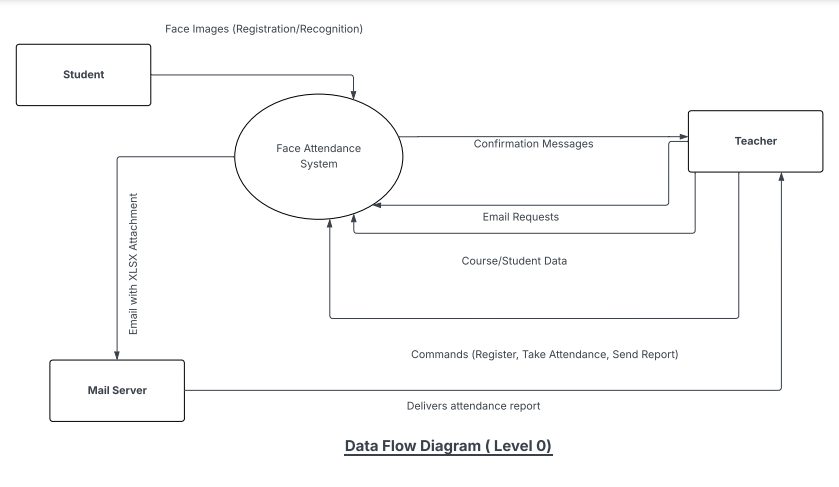 Face Images (Registration/Recognition)
Student
Face Attendance
System
Confirmation Messages
Teacher
Email Requests
Course/Student Data
Email with XLSX Attachment
Commands (Register, Take Attendance, Send Report)
Mail Server
Delivers attendance report
Data Flow Diagram ( Level 0)